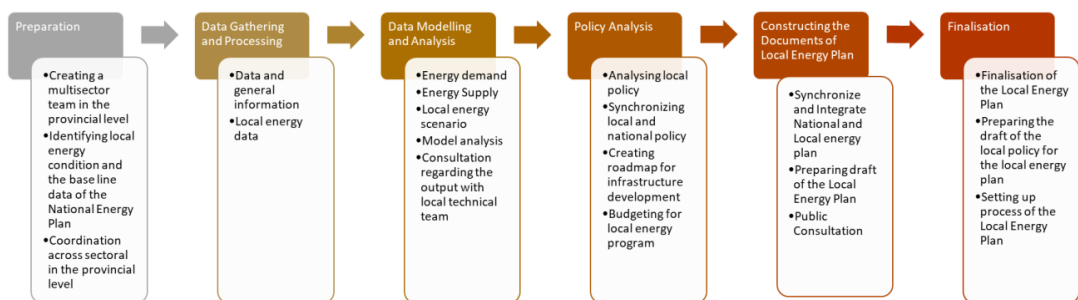 Preparation
•Creating a
multisector
team in the
provincial level
•Identifying local
energy
condition and
the base line
data of the
National Energy
Plan
•Coordination
across sectoral
in the provincial
level
Data Gathering
and Processing
•Data and
general
information
•Local energy
data
Data Modelling
and Analysis
•Energy demand
•Energy Supply
•Local energy
scenario
•Model analysis
•Consultation
regarding the
output with
local technical
team
Policy Analysis
•Analysing local
policy
•Synchronizing
local and
national policy
•Creating
roadmap for
infrastructure
development
•Budgeting for
local energy
program
Constructing the
Documents of
Local Energy Plan
•Synchronize
and Integrate
National and
Local energy
plan
•Preparing draft
of the Local
Energy Plan
•Public
Consultation
Finalisation
•Finalisation of
the Local Energy
Plan
•Preparing the
draft of the
local policy for
the local energy
plan
•Setting up
process of the
Local Energy
Plan